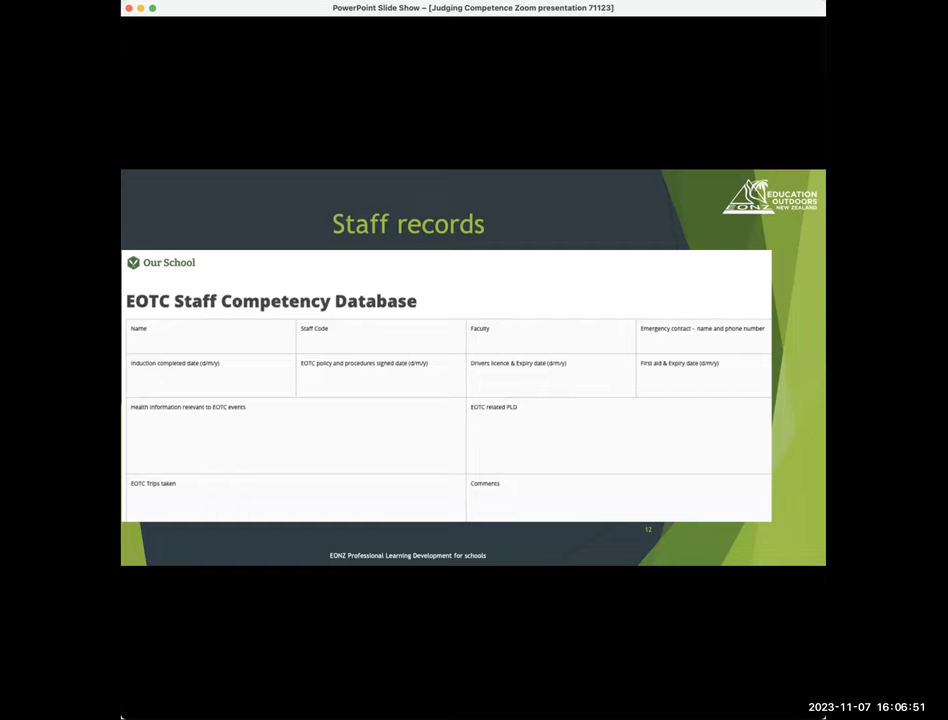 PowerPoint Slide Show – [Judging Competence Zoom presentation 71123]
EONZ
EDUCATION
OUTDOORS
NEW ZEALAND
Staff records
Our School
EOTC Staff Competency Database
Name
Staff Code
Faculty
Emergency contact - name and phone number
Induction completed date (d/m/y)
EOTC policy and procedures signed date (d/m/y)
Drivers licence & Expiry date (d/m/y)
First aid & Expiry date (d/m/y)
Health information relevant to EOTC events
EOTC related PLD
EOTC Trips taken
Comments
12
EONZ Professional Learning Development for schools
2023-11-07 16:06:51